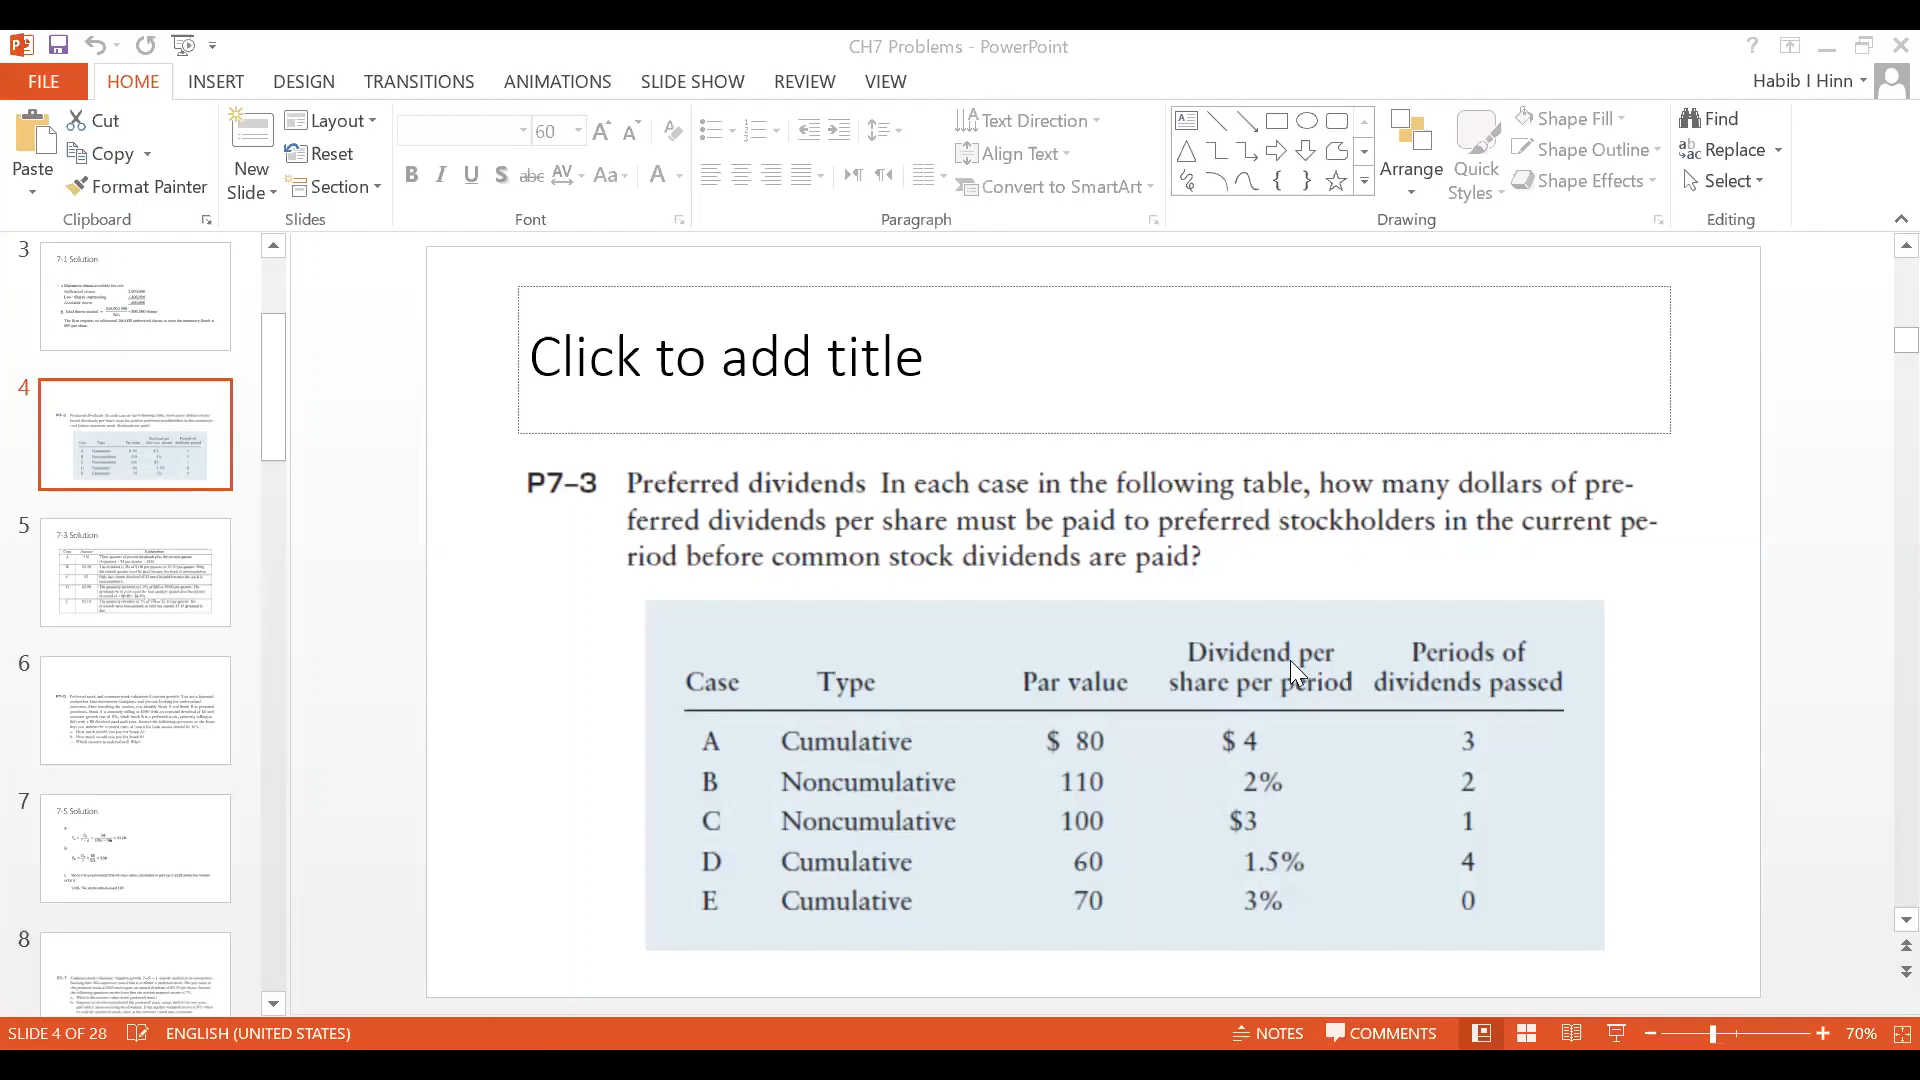 CH7 Problems - PowerPoint
?
FILE
HOME
INSERT
DESIGN
TRANSITIONS
ANIMATIONS
SLIDE SHOW
REVIEW
VIEW
Habib I Hinn
Paste
Cut
Copy
Format Painter
Clipboard
New
Slide
Layout
Reset
Section
Slides
60
B I U S abc AV Aa A
Font
Text Direction
Align Text
Convert to SmartArt
Paragraph
Arrange
Quick
Styles
Shape Fill
Shape Outline
Shape Effects
Drawing
Find
Replace
Select
Editing
3
7-1 Solution
4
5
7-3 Solution
6
7
7-5 Solution
8
Click to add title
P7–3 Preferred dividends In each case in the following table, how many dollars of pre-
ferred dividends per share must be paid to preferred stockholders in the current pe-
riod before common stock dividends are paid?
Dividend per Periods of
Case Type Par value share per period dividends passed
A Cumulative $ 80 $ 4 3
B Noncumulative 110 2% 2
C Noncumulative 100 $3 1
D Cumulative 60 1.5% 4
E Cumulative 70 3% 0
SLIDE 4 OF 28
ENGLISH (UNITED STATES)
NOTES
COMMENTS
70%